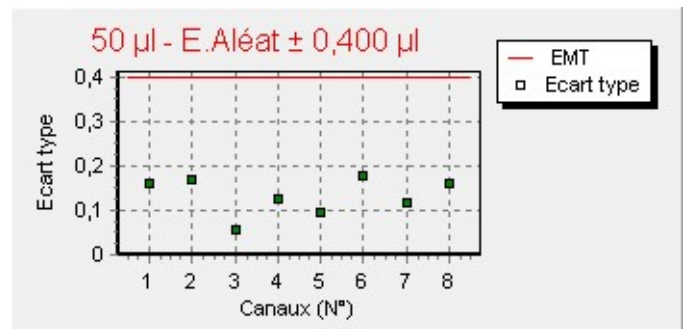 50 µl - E.Aléat ± 0,400 µl
EMT
Ecart type
Ecart type
0,4
0,3
0,2
0,1
0
1 2 3 4 5 6 7 8
Canaux (N°)